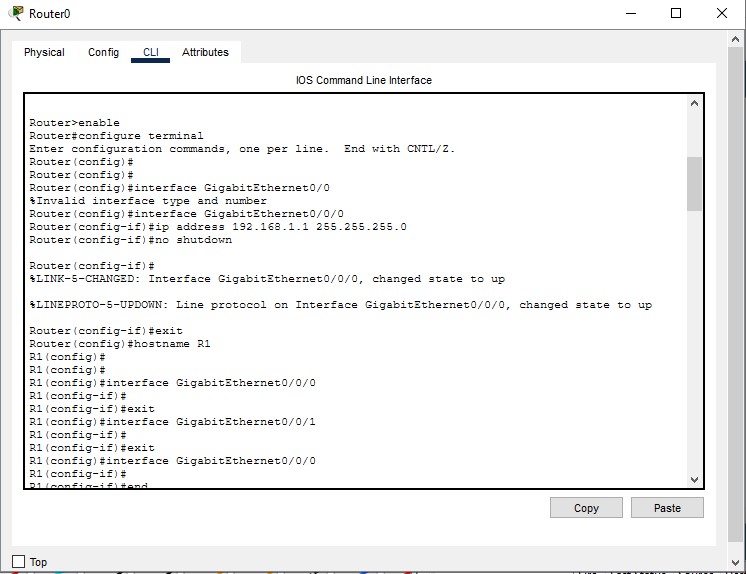 Router0
Physical Config CLI Attributes
IOS Command Line Interface
Router>enable
Router#configure terminal
Enter configuration commands, one per line.  End with CNTL/Z.
Router(config)#
Router(config)#
Router(config)#interface GigabitEthernet0/0
%Invalid interface type and number
Router(config)#interface GigabitEthernet0/0/0
Router(config-if)#ip address 192.168.1.1 255.255.255.0
Router(config-if)#no shutdown
Router(config-if)#
%LINK-5-CHANGED: Interface GigabitEthernet0/0/0, changed state to up
%LINEPROTO-5-UPDOWN: Line protocol on Interface GigabitEthernet0/0/0, changed state to up
Router(config-if)#exit
Router(config)#hostname R1
R1(config)#
R1(config)#
R1(config)#interface GigabitEthernet0/0/0
R1(config-if)#
R1(config-if)#exit
R1(config)#interface GigabitEthernet0/0/1
R1(config-if)#
R1(config-if)#exit
R1(config)#interface GigabitEthernet0/0/0
R1(config-if)#
R1(config-if)#end
Copy Paste
Top